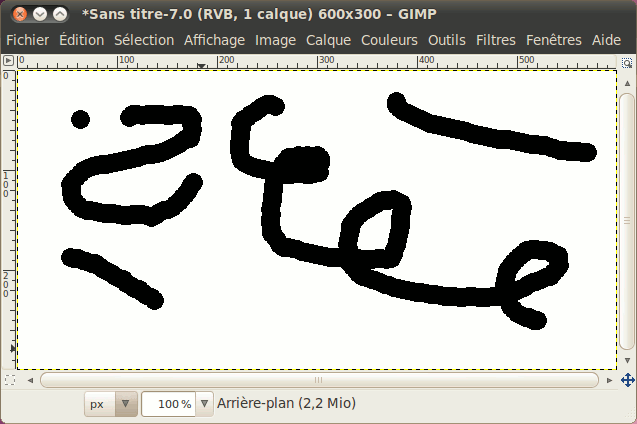 *Sans titre-7.0 (RVB, 1 calque) 600x300 – GIMP
Fichier Édition Sélection Affichage Image Calque Couleurs Outils Filtres Fenêtres Aide
0 100 200 300 400 500
0
100
200
px 100 % Arrière-plan (2,2 Mio)